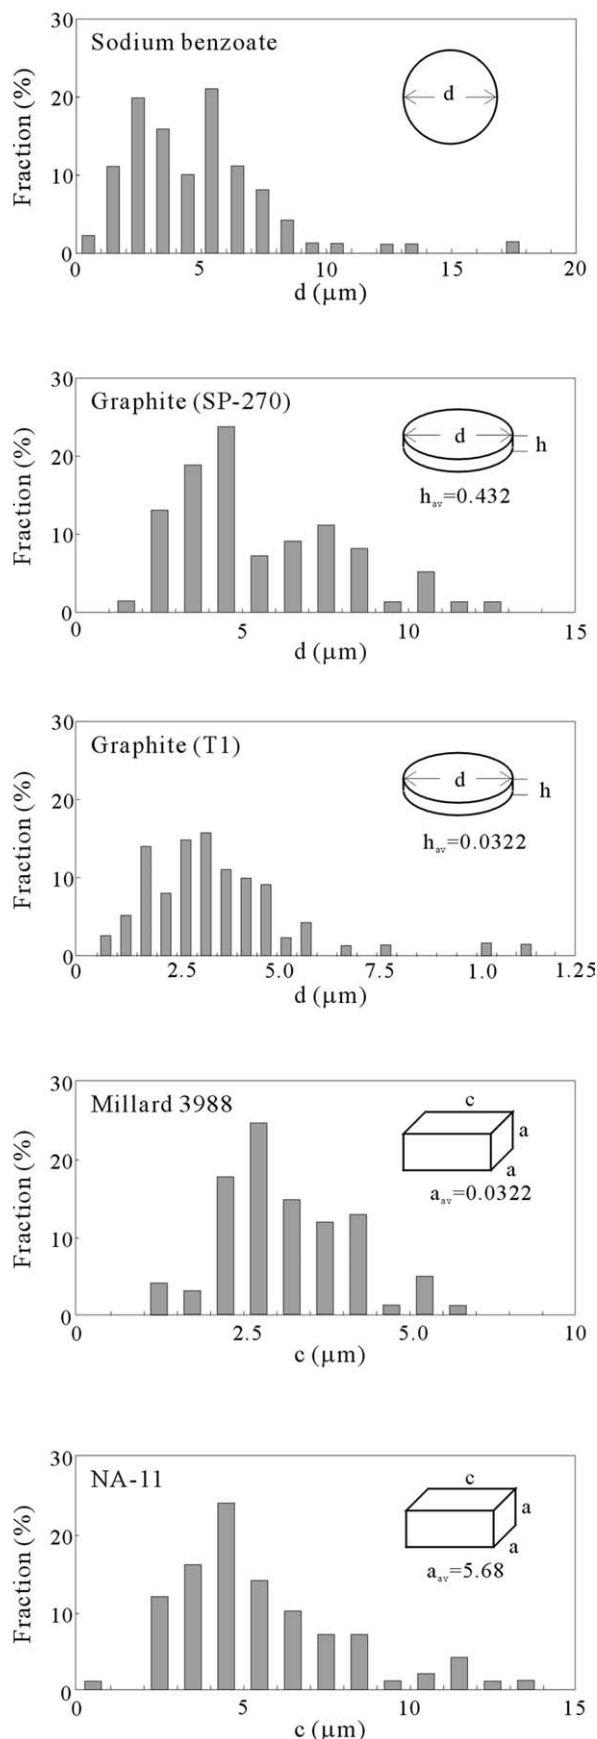 30
Sodium benzoate
d
20
Fraction (%)
10
0
0 5 10 15 20
d (μm)
30
Graphite (SP-270)
d
h
20
h_av=0.432
Fraction (%)
10
0
0 5 10 15
d (μm)
30
Graphite (T1)
d
h
20
h_av=0.0322
Fraction (%)
10
0
0 2.5 5.0 7.5 1.0 1.25
d (μm)
30
Millard 3988
c
a
a
20
a_av=0.0322
Fraction (%)
10
0
0 2.5 5.0 10
c (μm)
30
NA-11
c
a
a
20
a_av=5.68
Fraction (%)
10
0
0 5 10 15
c (μm)